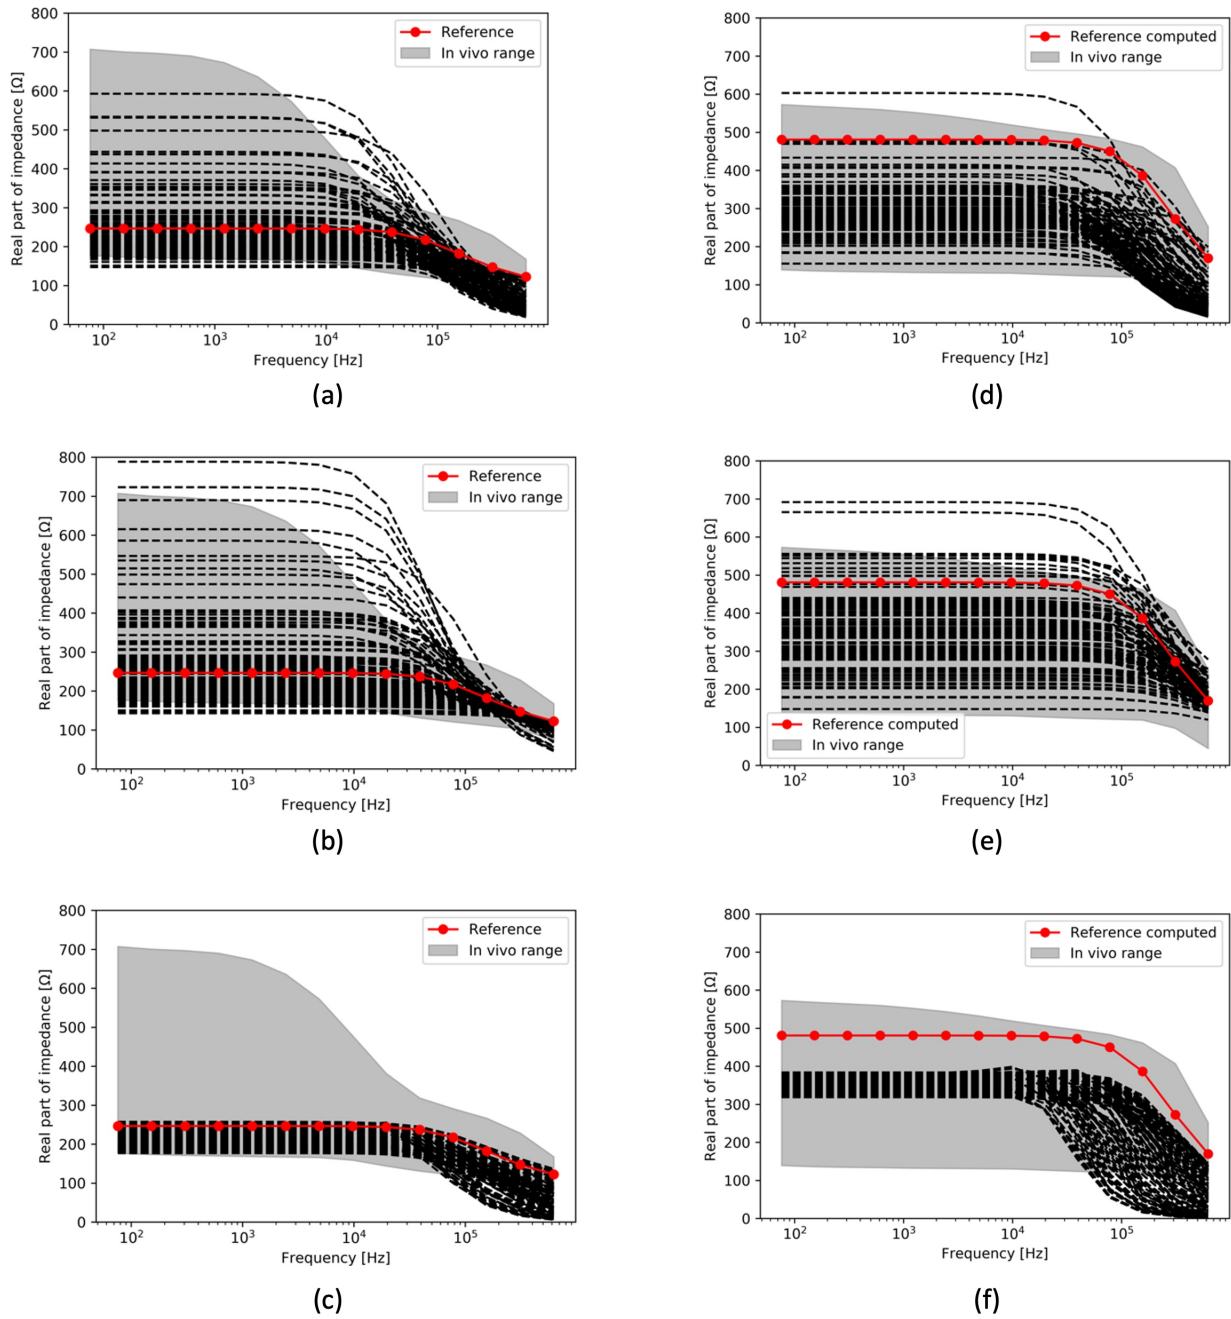 800
700
600
500
400
300
200
100
0
Real part of impedance [Ω]
Reference
In vivo range
10² 10³ 10⁴ 10⁵
Frequency [Hz]
(a)
800
700
600
500
400
300
200
100
0
Real part of impedance [Ω]
Reference computed
In vivo range
10² 10³ 10⁴ 10⁵
Frequency [Hz]
(d)
800
700
600
500
400
300
200
100
0
Real part of impedance [Ω]
Reference
In vivo range
10² 10³ 10⁴ 10⁵
Frequency [Hz]
(b)
800
700
600
500
400
300
200
100
0
Real part of impedance [Ω]
Reference computed
In vivo range
10² 10³ 10⁴ 10⁵
Frequency [Hz]
(e)
800
700
600
500
400
300
200
100
0
Real part of impedance [Ω]
Reference
In vivo range
10² 10³ 10⁴ 10⁵
Frequency [Hz]
(c)
800
700
600
500
400
300
200
100
0
Real part of impedance [Ω]
Reference computed
In vivo range
10² 10³ 10⁴ 10⁵
Frequency [Hz]
(f)